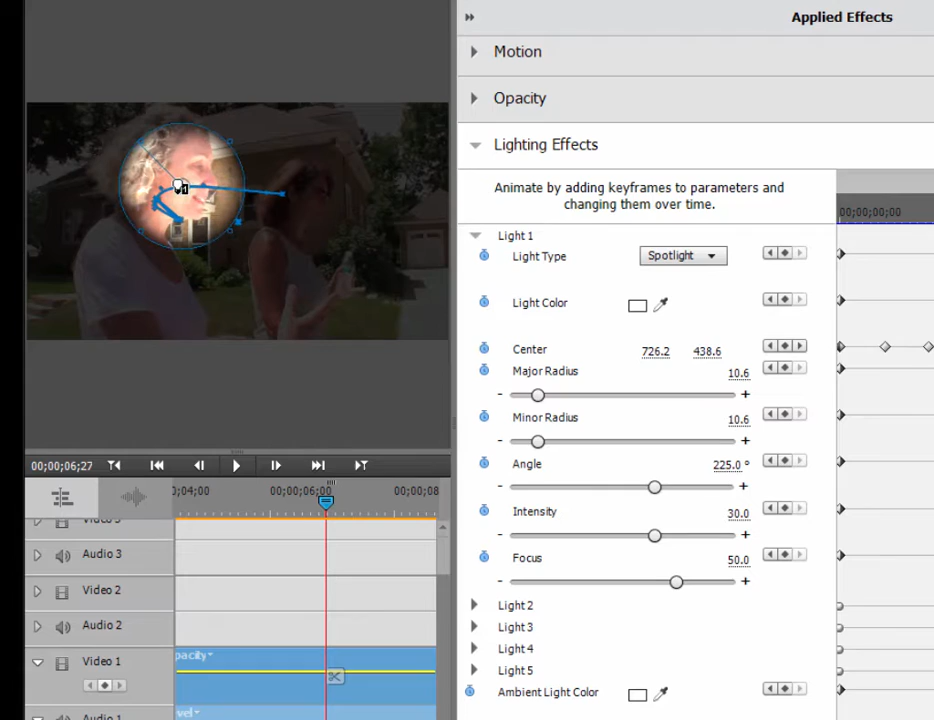 Applied Effects
Motion
Opacity
Lighting Effects
Animate by adding keyframes to parameters and
changing them over time.
00;00;00;00
Light 1
Light Type
Spotlight
Light Color
Center 726.2 438.6
Major Radius 10.6
- +
Minor Radius 10.6
- +
Angle 225.0 °
- +
Intensity 30.0
- +
Focus 50.0
- +
Light 2
Light 3
Light 4
Light 5
Ambient Light Color
1
00;00;06;27
;04;00 00;00;06;00 00;00;08
Audio 3
Video 2
Audio 2
Video 1
pacity
Audio 1
vel